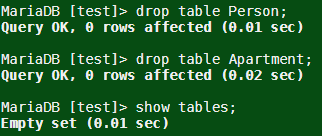 MariaDB [test]> drop table Person;
Query OK, 0 rows affected (0.01 sec)
MariaDB [test]> drop table Apartment;
Query OK, 0 rows affected (0.02 sec)
MariaDB [test]> show tables;
Empty set (0.01 sec)